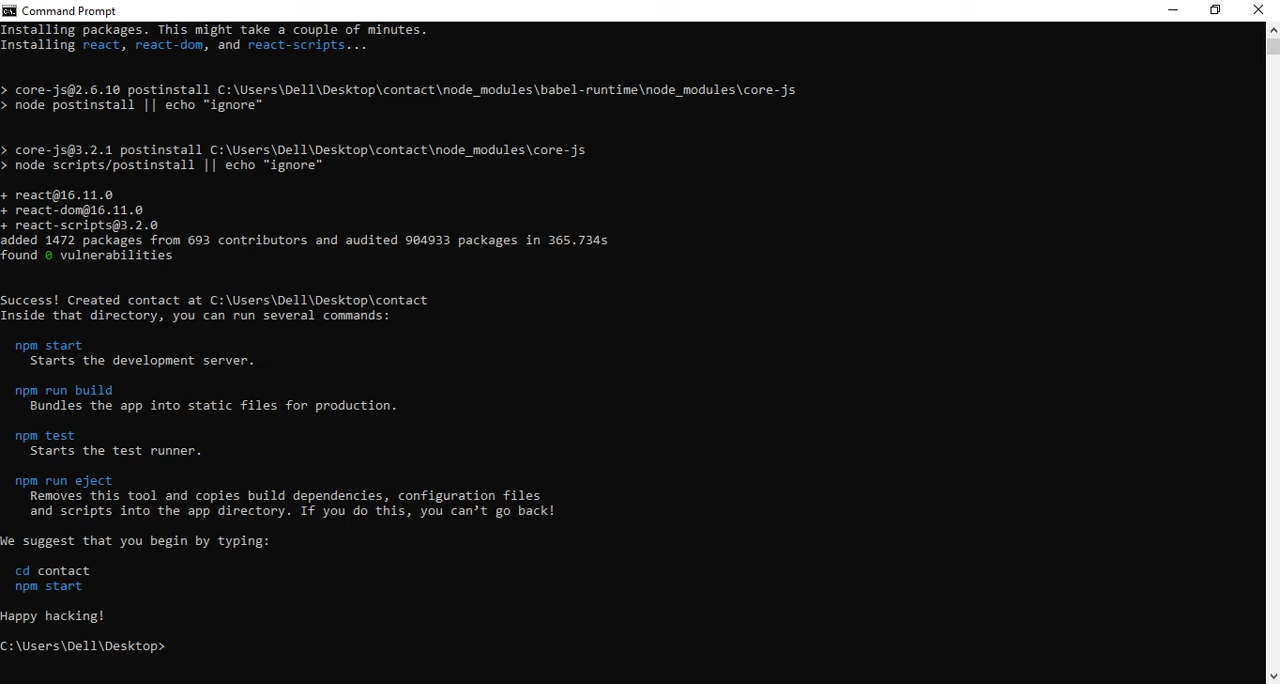 Command Prompt
Installing packages. This might take a couple of minutes.
Installing react, react-dom, and react-scripts...
> core-js@2.6.10 postinstall C:\Users\Dell\Desktop\contact\node_modules\babel-runtime\node_modules\core-js
> node postinstall || echo "ignore"
> core-js@3.2.1 postinstall C:\Users\Dell\Desktop\contact\node_modules\core-js
> node scripts/postinstall || echo "ignore"
+ react@16.11.0
+ react-dom@16.11.0
+ react-scripts@3.2.0
added 1472 packages from 693 contributors and audited 904933 packages in 365.734s
found 0 vulnerabilities
Success! Created contact at C:\Users\Dell\Desktop\contact
Inside that directory, you can run several commands:
npm start
Starts the development server.
npm run build
Bundles the app into static files for production.
npm test
Starts the test runner.
npm run eject
Removes this tool and copies build dependencies, configuration files
and scripts into the app directory. If you do this, you can’t go back!
We suggest that you begin by typing:
cd contact
npm start
Happy hacking!
C:\Users\Dell\Desktop>